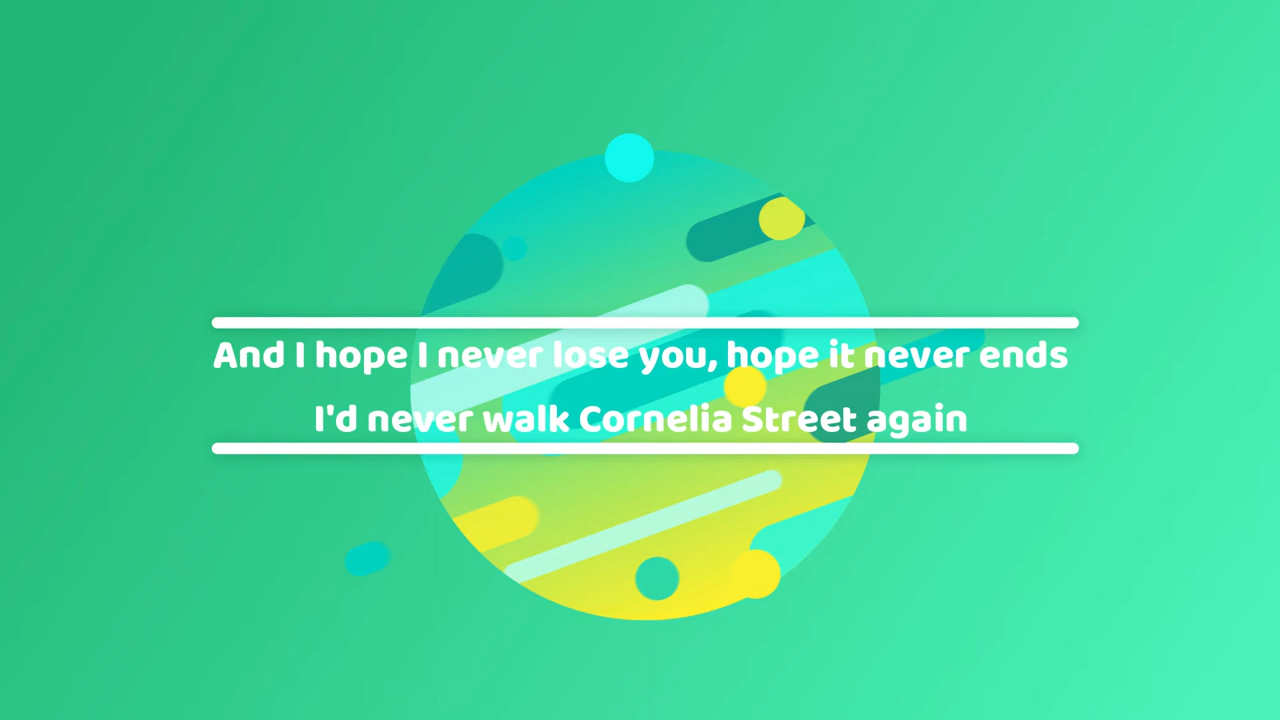 And I hope I never lose you, hope it never ends
I'd never walk Cornelia Street again